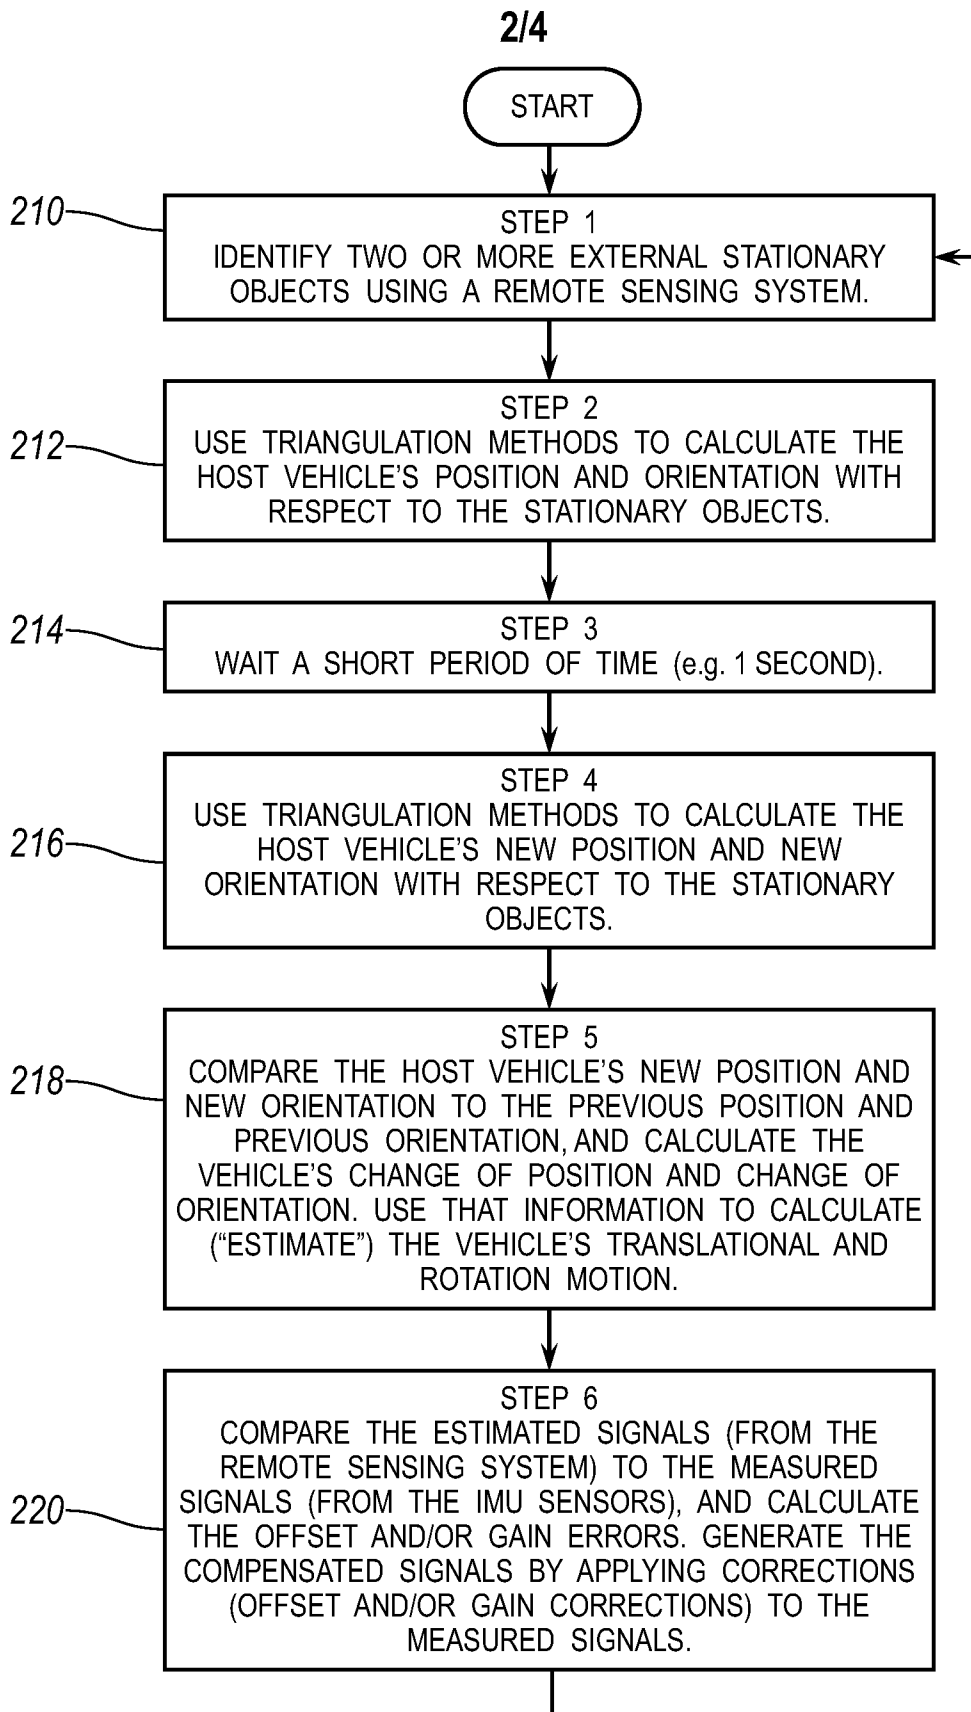 2/4
START
210
STEP 1
IDENTIFY TWO OR MORE EXTERNAL STATIONARY
OBJECTS USING A REMOTE SENSING SYSTEM.
212
STEP 2
USE TRIANGULATION METHODS TO CALCULATE THE
HOST VEHICLE'S POSITION AND ORIENTATION WITH
RESPECT TO THE STATIONARY OBJECTS.
214
STEP 3
WAIT A SHORT PERIOD OF TIME (e.g. 1 SECOND).
216
STEP 4
USE TRIANGULATION METHODS TO CALCULATE THE
HOST VEHICLE'S NEW POSITION AND NEW
ORIENTATION WITH RESPECT TO THE STATIONARY
OBJECTS.
218
STEP 5
COMPARE THE HOST VEHICLE'S NEW POSITION AND
NEW ORIENTATION TO THE PREVIOUS POSITION AND
PREVIOUS ORIENTATION, AND CALCULATE THE
VEHICLE'S CHANGE OF POSITION AND CHANGE OF
ORIENTATION. USE THAT INFORMATION TO CALCULATE
(“ESTIMATE”) THE VEHICLE'S TRANSLATIONAL AND
ROTATION MOTION.
220
STEP 6
COMPARE THE ESTIMATED SIGNALS (FROM THE
REMOTE SENSING SYSTEM) TO THE MEASURED
SIGNALS (FROM THE IMU SENSORS), AND CALCULATE
THE OFFSET AND/OR GAIN ERRORS. GENERATE THE
COMPENSATED SIGNALS BY APPLYING CORRECTIONS
(OFFSET AND/OR GAIN CORRECTIONS) TO THE
MEASURED SIGNALS.